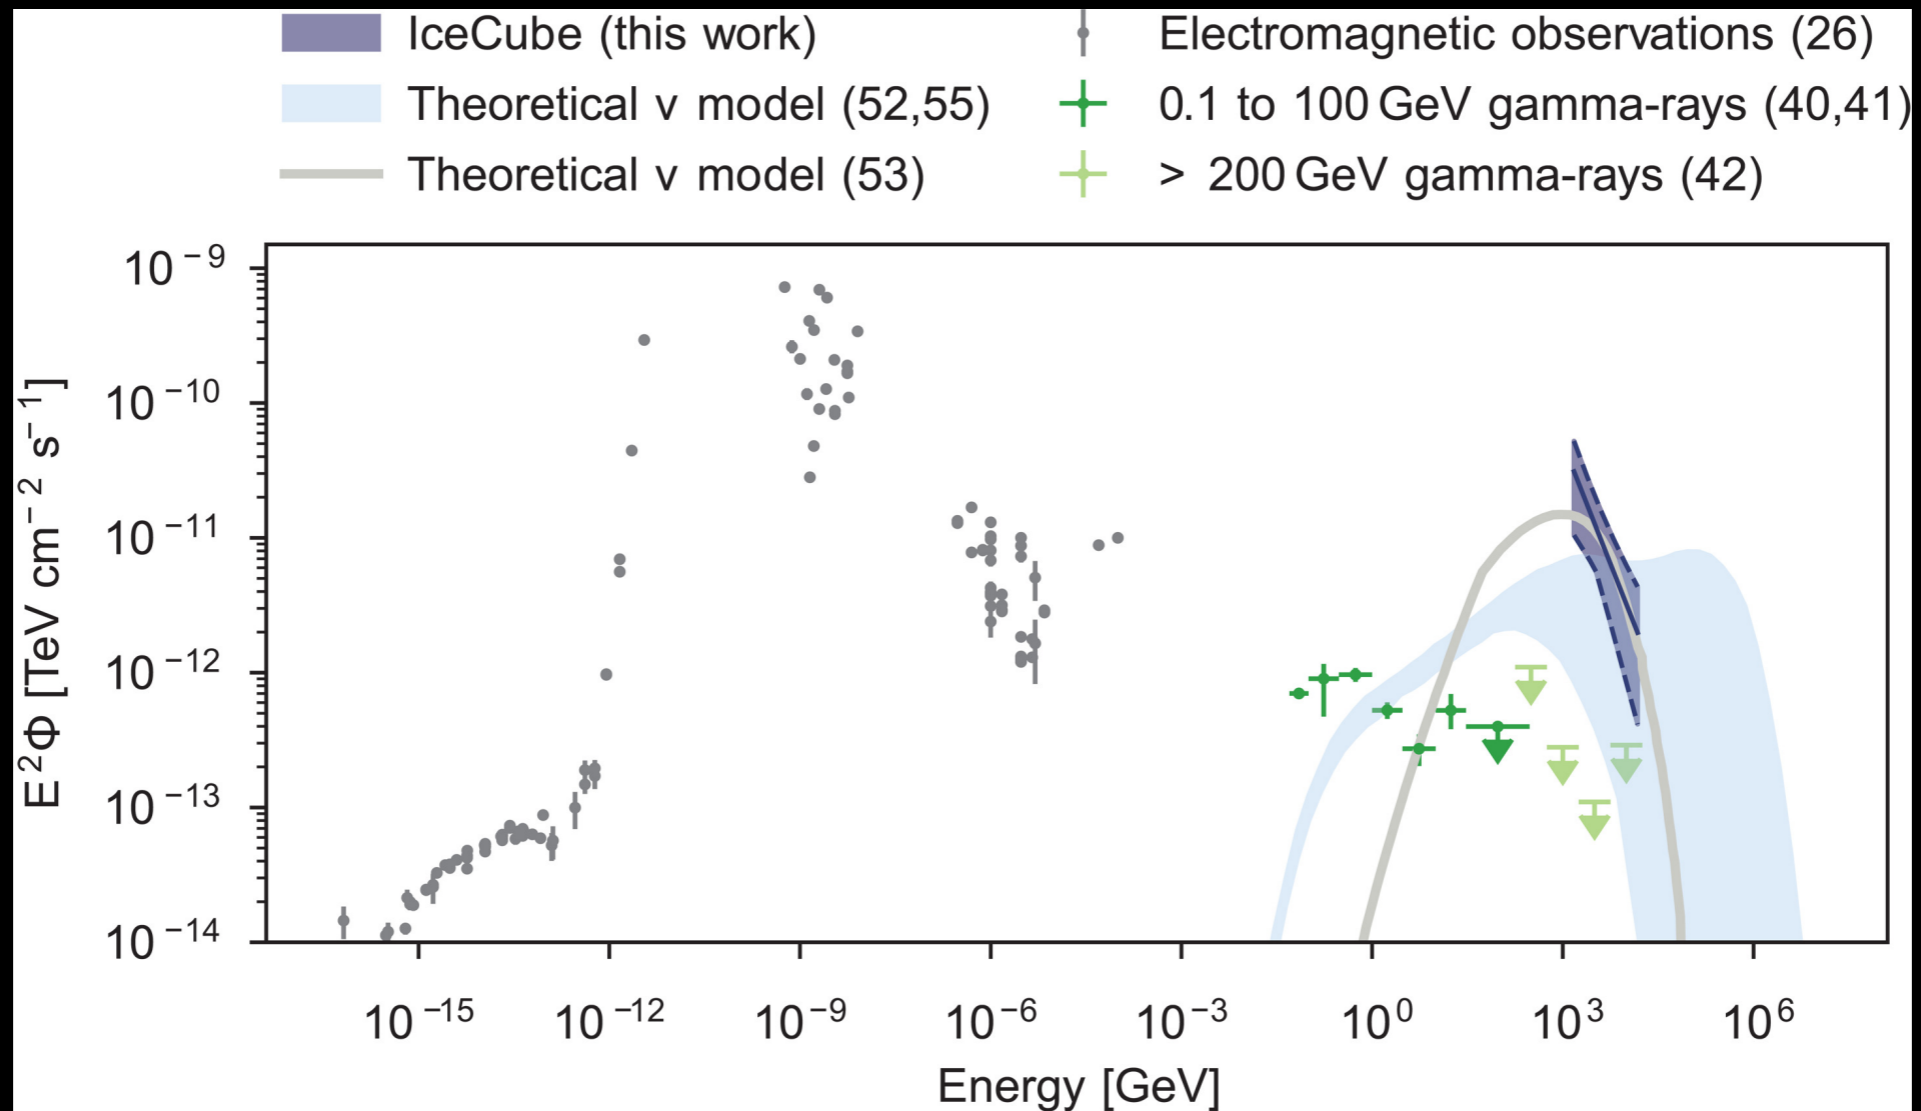 IceCube (this work)
Theoretical ν model (52,55)
Theoretical ν model (53)
Electromagnetic observations (26)
0.1 to 100 GeV gamma-rays (40,41)
> 200 GeV gamma-rays (42)
E²Φ [TeV cm⁻² s⁻¹]
10⁻⁹
10⁻¹⁰
10⁻¹¹
10⁻¹²
10⁻¹³
10⁻¹⁴
10⁻¹⁵ 10⁻¹² 10⁻⁹ 10⁻⁶ 10⁻³ 10⁰ 10³ 10⁶
Energy [GeV]